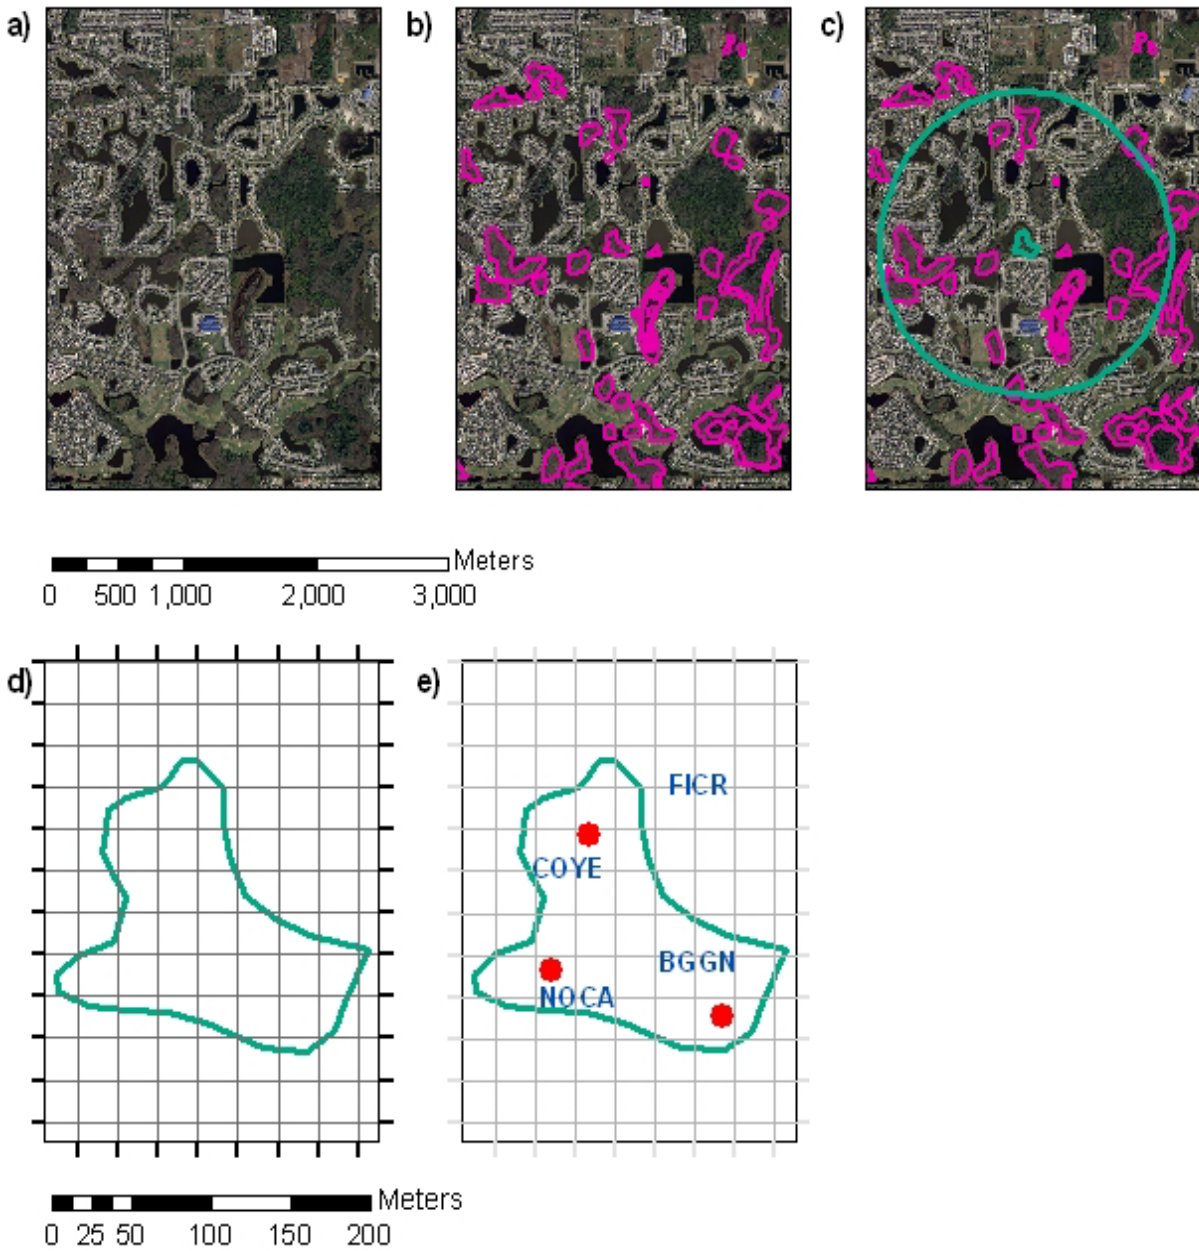 a) b) c)
Meters
0 500 1,000 2,000 3,000
d) e)
FICR
COYE
BGGN
NOCA
Meters
0 25 50 100 150 200